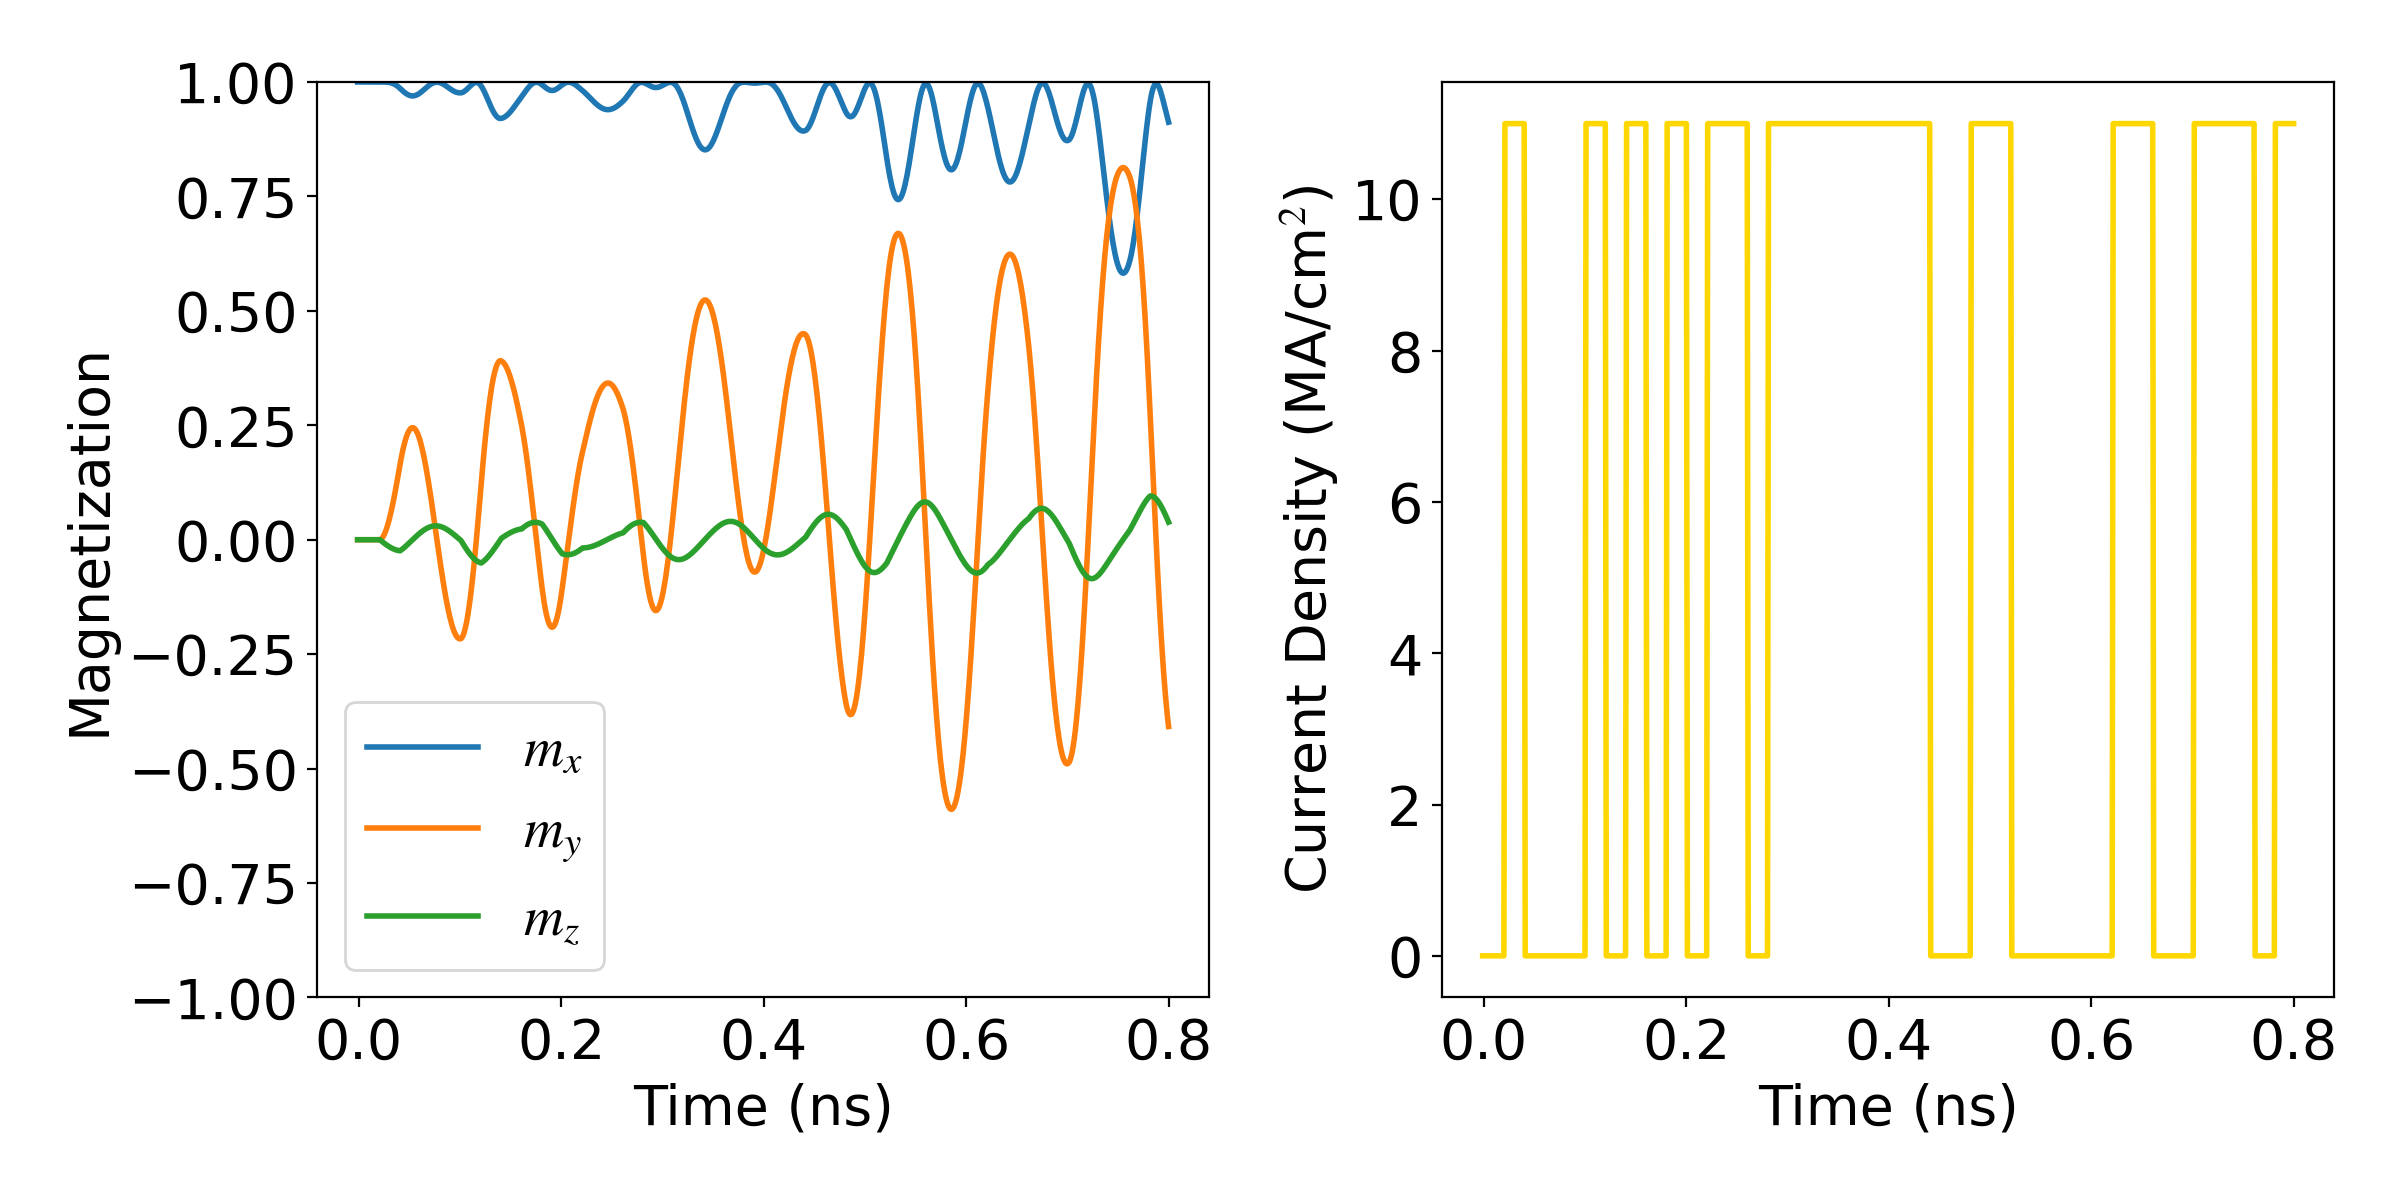 1.00
0.75
0.50
0.25
0.00
−0.25
−0.50
−0.75
−1.00
Magnetization
m_x
m_y
m_z
0.0 0.2 0.4 0.6 0.8
Time (ns)
10
8
6
4
2
0
Current Density (MA/cm²)
0.0 0.2 0.4 0.6 0.8
Time (ns)